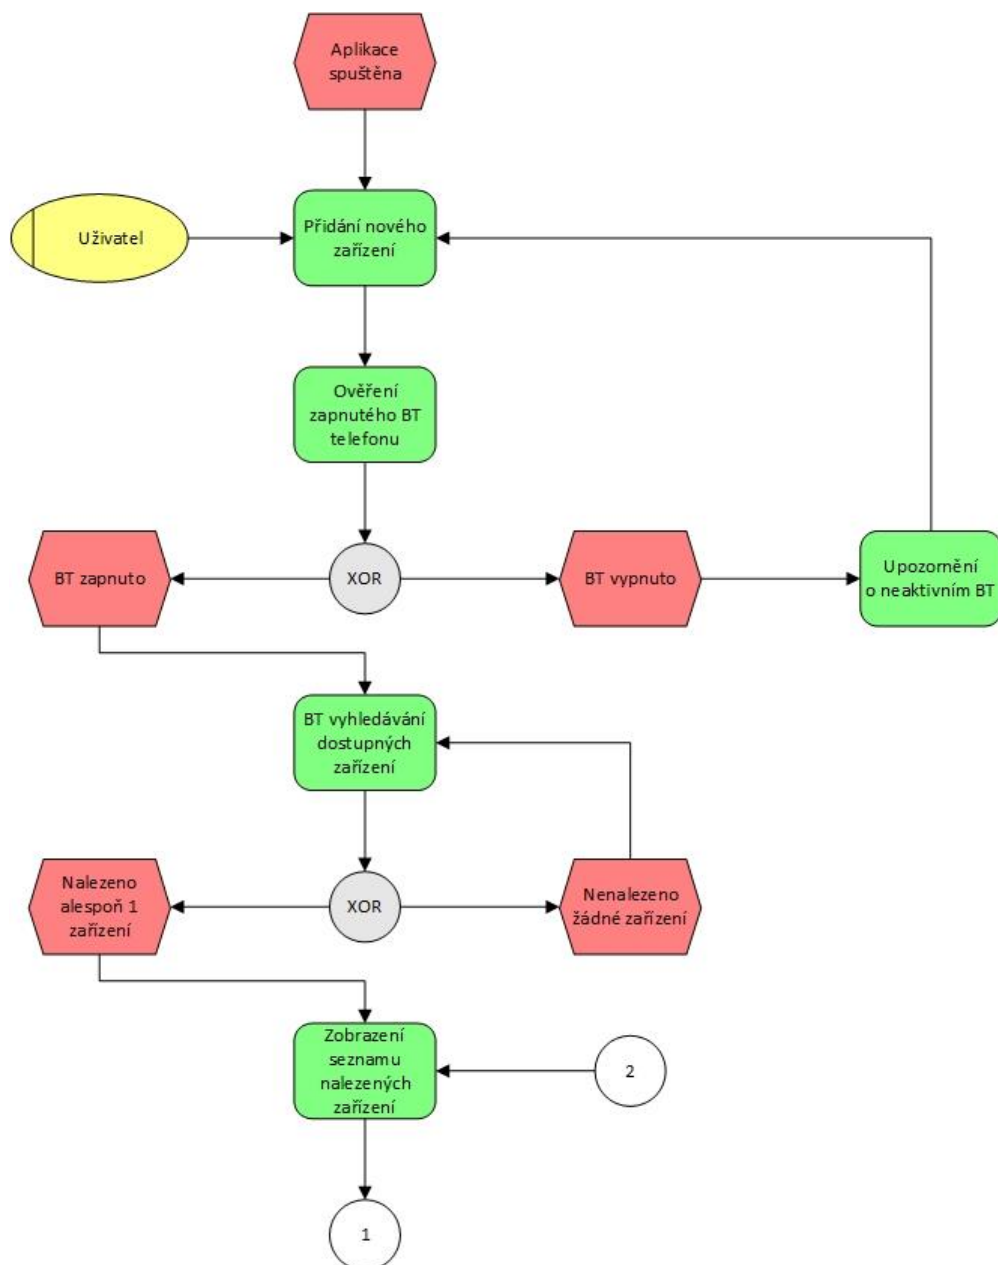 Aplikace
spuštěna
Uživatel
Přidání nového
zařízení
Ověření
zapnutého BT
telefonu
BT zapnuto
XOR
BT vypnuto
Upozornění
o neaktivním BT
BT vyhledávání
dostupných
zařízení
Nalezeno
alespoň 1
zařízení
XOR
Nenalezeno
žádné zařízení
Zobrazení
seznamu
nalezených
zařízení
2
1